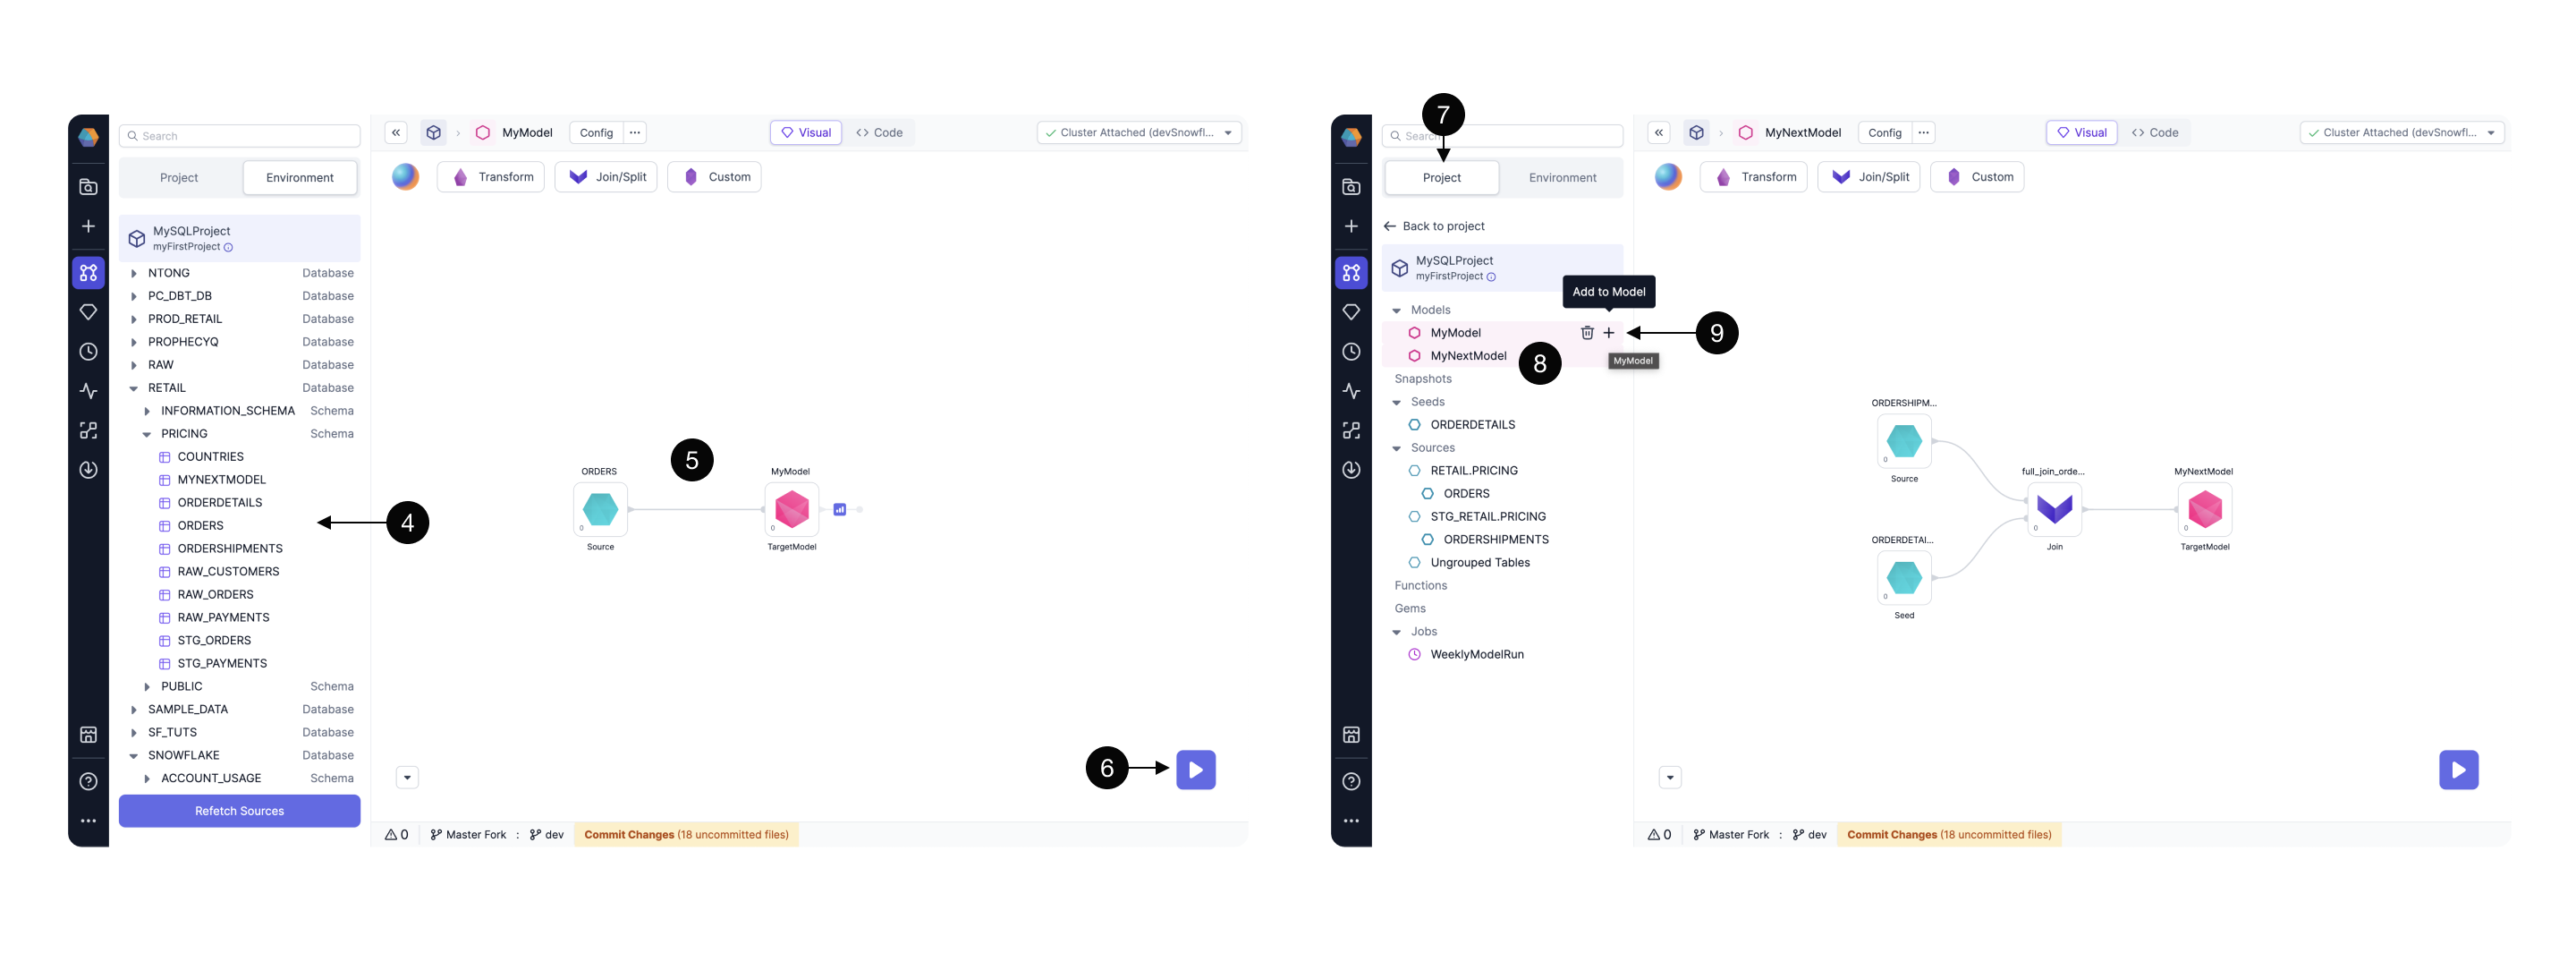 Search
Project
Environment
MySQLProject
myFirstProject
NTONG Database
PC_DBT_DB Database
PROD_RETAIL Database
PROPHECYQ Database
RAW Database
RETAIL Database
INFORMATION_SCHEMA Schema
PRICING Schema
COUNTRIES
MYNEXTMODEL
ORDERDETAILS
ORDERS
ORDERSHIPMENTS
RAW_CUSTOMERS
RAW_ORDERS
RAW_PAYMENTS
STG_ORDERS
STG_PAYMENTS
PUBLIC Schema
SAMPLE_DATA Database
SF_TUTS Database
SNOWFLAKE Database
ACCOUNT_USAGE Schema
Refetch Sources
4
MyModel
Config
Visual
Code
Cluster Attached (devSnowfl...
Transform
Join/Split
Custom
5
ORDERS
0
Source
MyModel
0
TargetModel
6
0
Master Fork : dev
Commit Changes (18 uncommitted files)
7
Search
Project
Environment
Back to project
MySQLProject
myFirstProject
Add to Model
Models
MyModel
9
MyNextModel
8
MyModel
Snapshots
Seeds
ORDERDETAILS
Sources
RETAIL.PRICING
ORDERS
STG_RETAIL.PRICING
ORDERSHIPMENTS
Ungrouped Tables
Functions
Gems
Jobs
WeeklyModelRun
MyNextModel
Config
Visual
Code
Cluster Attached (devSnowfl...
Transform
Join/Split
Custom
ORDERSHIPM...
0
Source
ORDERDETAI...
0
Seed
full_join_orde...
0
Join
MyNextModel
0
TargetModel
0
Master Fork : dev
Commit Changes (18 uncommitted files)